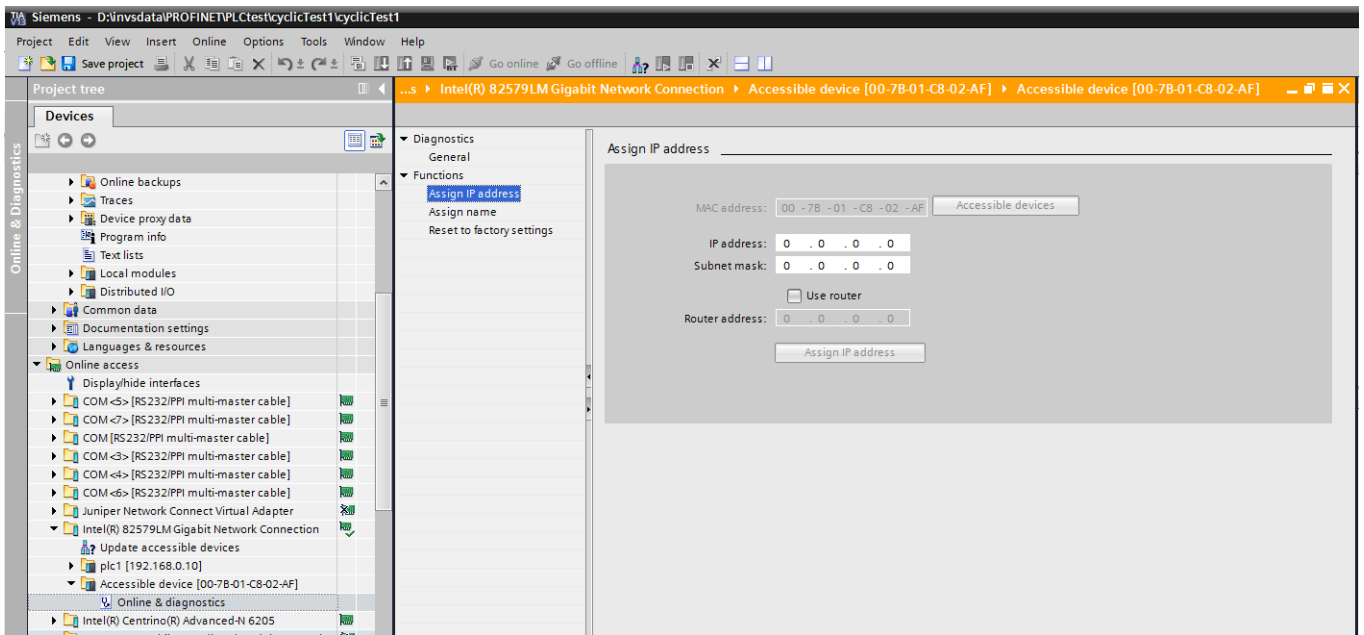 Siemens - D:\invsdata\PROFINET\PLCtest\cyclicTest1\cyclicTest1
Project Edit View Insert Online Options Tools Window Help
Save project Go online Go offline
Project tree
...s Intel(R) 82579LM Gigabit Network Connection Accessible device [00-7B-01-C8-02-AF] Accessible device [00-7B-01-C8-02-AF]
Devices
Online & Diagnostics
Online backups
Traces
Device proxy data
Program info
Text lists
Local modules
Distributed I/O
Common data
Documentation settings
Languages & resources
Online access
Display/hide interfaces
COM <5> [RS232/PPI multi-master cable]
COM <7> [RS232/PPI multi-master cable]
COM [RS232/PPI multi-master cable]
COM <3> [RS232/PPI multi-master cable]
COM <4> [RS232/PPI multi-master cable]
COM <6> [RS232/PPI multi-master cable]
Juniper Network Connect Virtual Adapter
Intel(R) 82579LM Gigabit Network Connection
Update accessible devices
plc1 [192.168.0.10]
Accessible device [00-7B-01-C8-02-AF]
Online & diagnostics
Intel(R) Centrino(R) Advanced-N 6205
Diagnostics
General
Functions
Assign IP address
Assign name
Reset to factory settings
Assign IP address
MAC address: 00 -7B -01 -C8 -02 -AF Accessible devices
IP address: 0 . 0 . 0 . 0
Subnet mask: 0 . 0 . 0 . 0
Use router
Router address: 0 . 0 . 0 . 0
Assign IP address